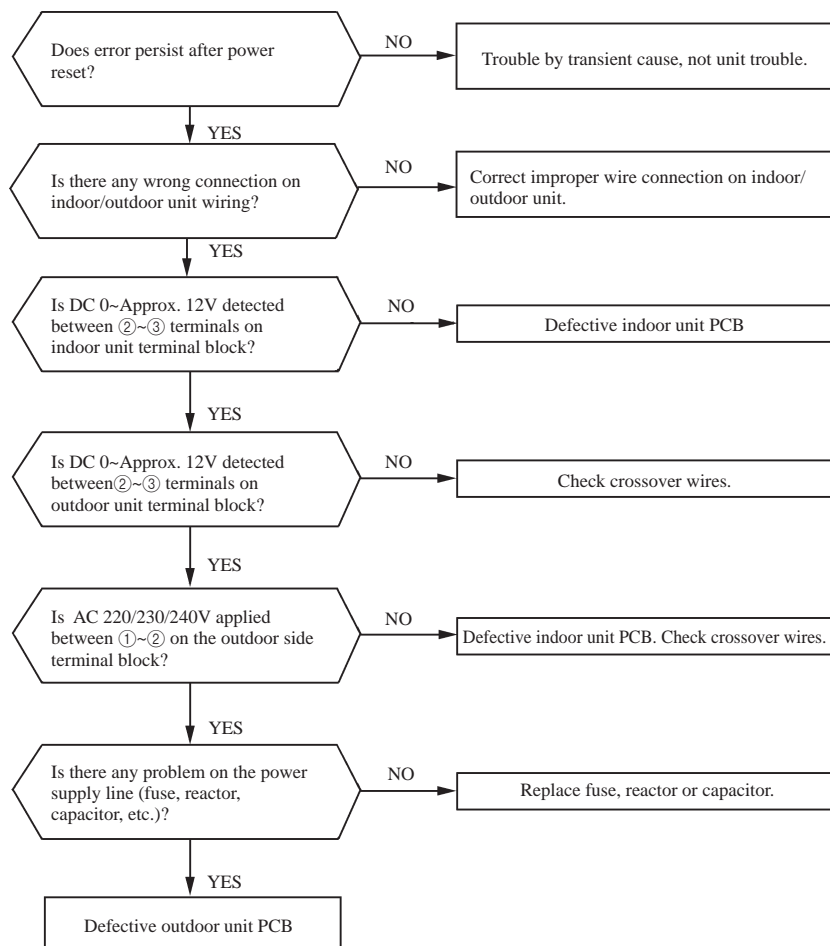 Does error persist after power
reset?
NO
Trouble by transient cause, not unit trouble.
YES
Is there any wrong connection on
indoor/outdoor unit wiring?
NO
Correct improper wire connection on indoor/
outdoor unit.
YES
Is DC 0~Approx. 12V detected
between ②~③ terminals on
indoor unit terminal block?
NO
Defective indoor unit PCB
YES
Is DC 0~Approx. 12V detected
between②~③ terminals on
outdoor unit terminal block?
NO
Check crossover wires.
YES
Is  AC 220/230/240V applied
between ①~② on the outdoor side
terminal block?
NO
Defective indoor unit PCB. Check crossover wires.
YES
Is there any problem on the power
supply line (fuse, reactor,
capacitor, etc.)?
NO
Replace fuse, reactor or capacitor.
YES
Defective outdoor unit PCB